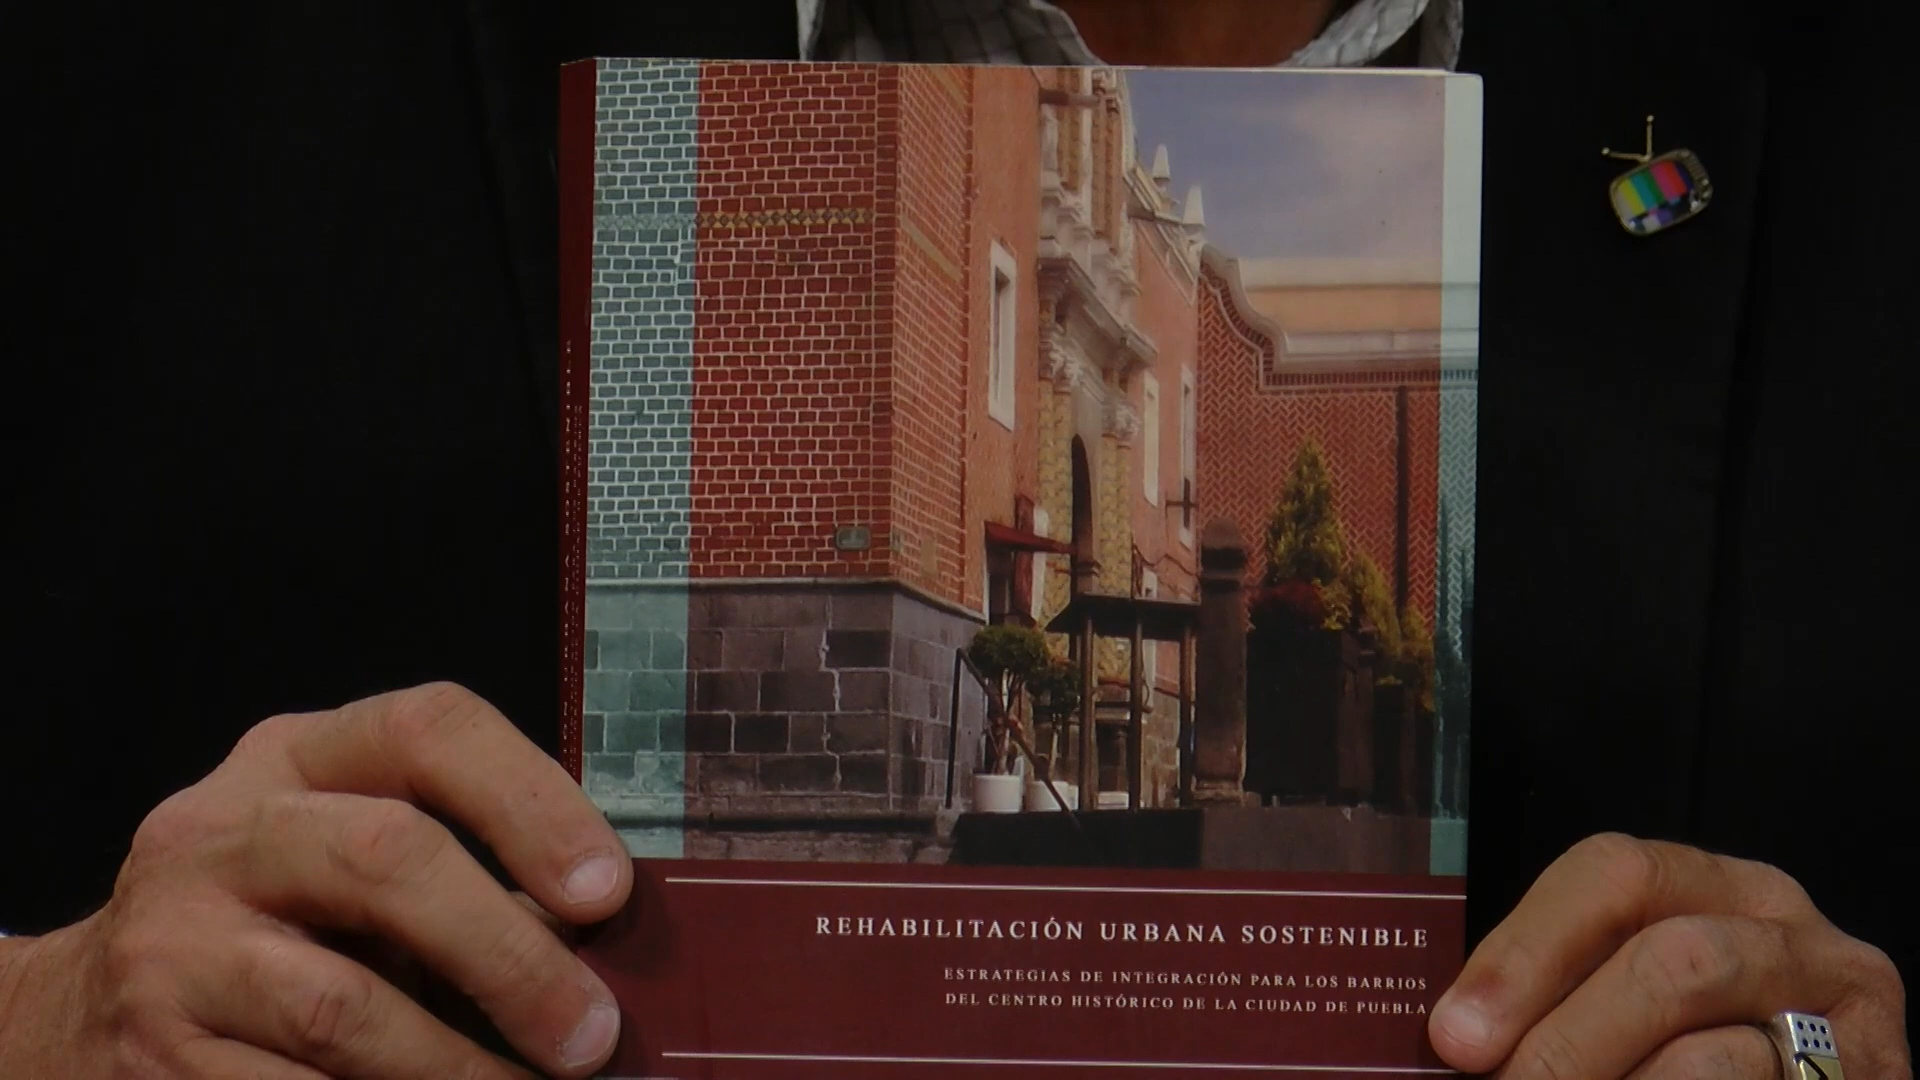 REHABILITACIÓN URBANA SOSTENIBLE
ESTRATEGIAS DE INTEGRACIÓN PARA LOS BARRIOS
DEL CENTRO HISTÓRICO DE LA CIUDAD DE PUEBLA